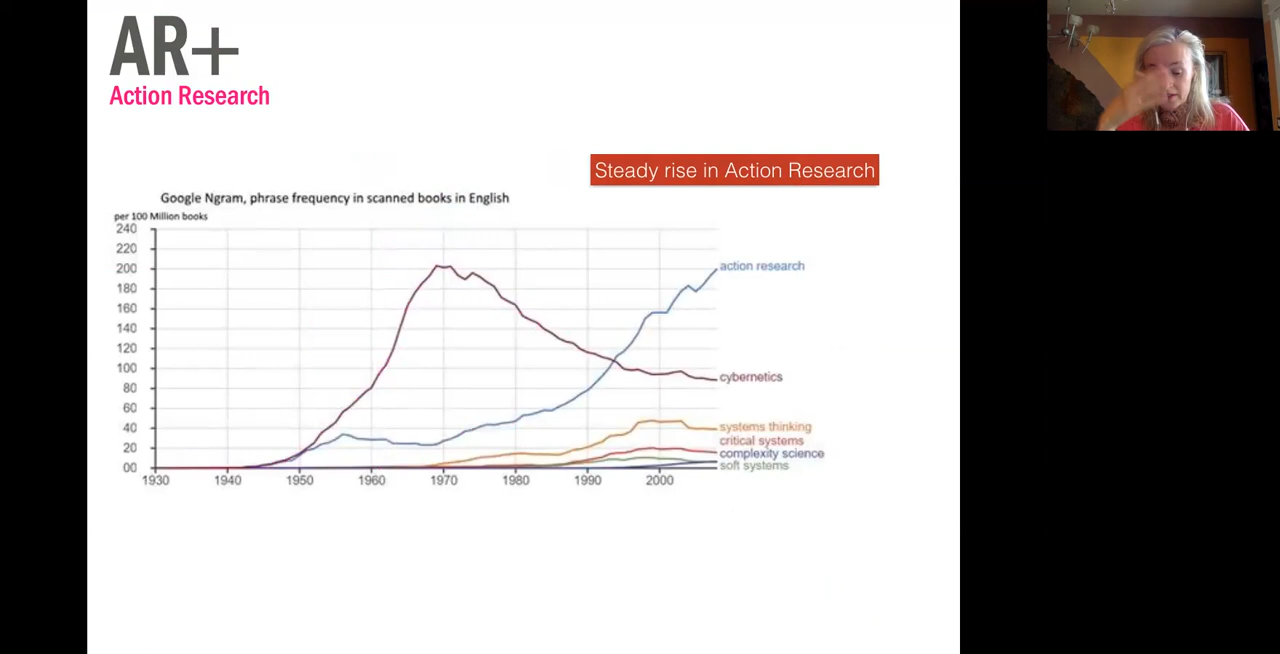 AR+
Action Research
Steady rise in Action Research
Google Ngram, phrase frequency in scanned books in English
per 100 Million books
240
220
200
180
160
140
120
100
80
60
40
20
00
action research
cybernetics
systems thinking
critical systems
complexity science
soft systems
1930 1940 1950 1960 1970 1980 1990 2000